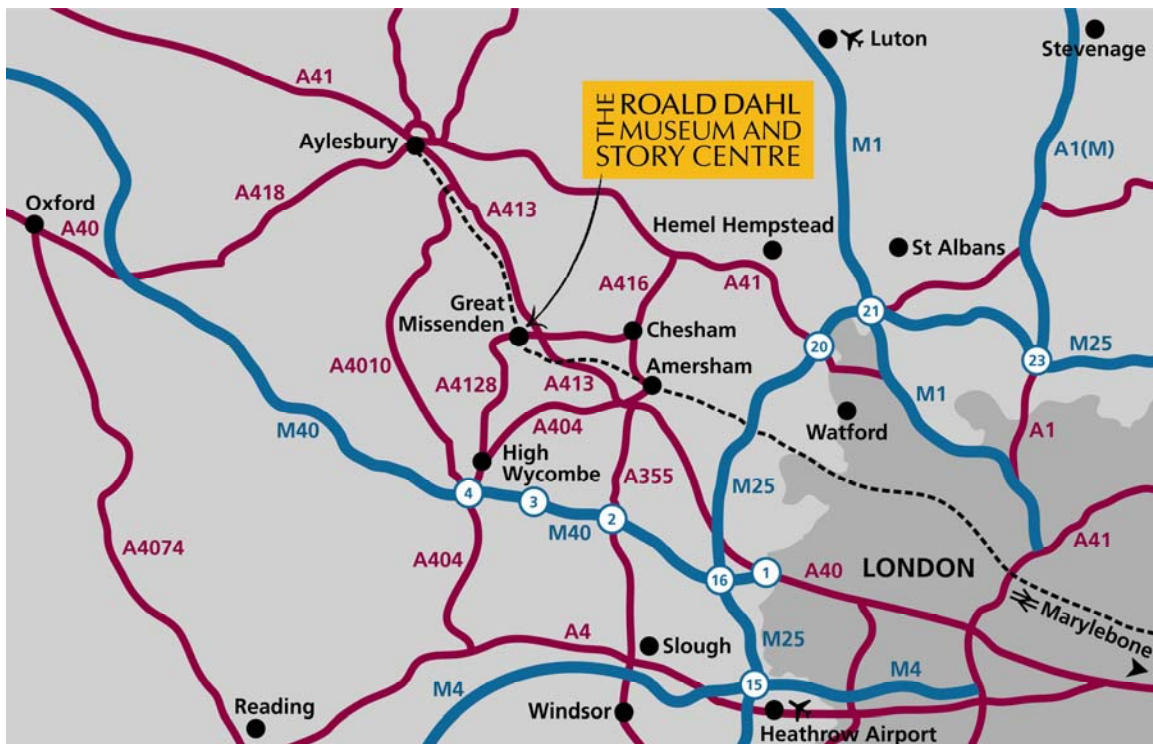 Luton
Stevenage
A41
THE ROALD DAHL
MUSEUM AND
STORY CENTRE
M1
A1(M)
Aylesbury
A418
A413
Oxford
A40
Hemel Hempstead
St Albans
A416
A41
Great
Missenden
Chesham
21
20
23
M25
A4010
A4128
A413
Amersham
M1
M40
A404
Watford
A1
High
Wycombe
A355
M25
4
3
2
M40
A4074
A404
16
1
A40
LONDON
A41
Marylebone
A4
Slough
M25
M4
15
M4
Reading
Windsor
Heathrow Airport